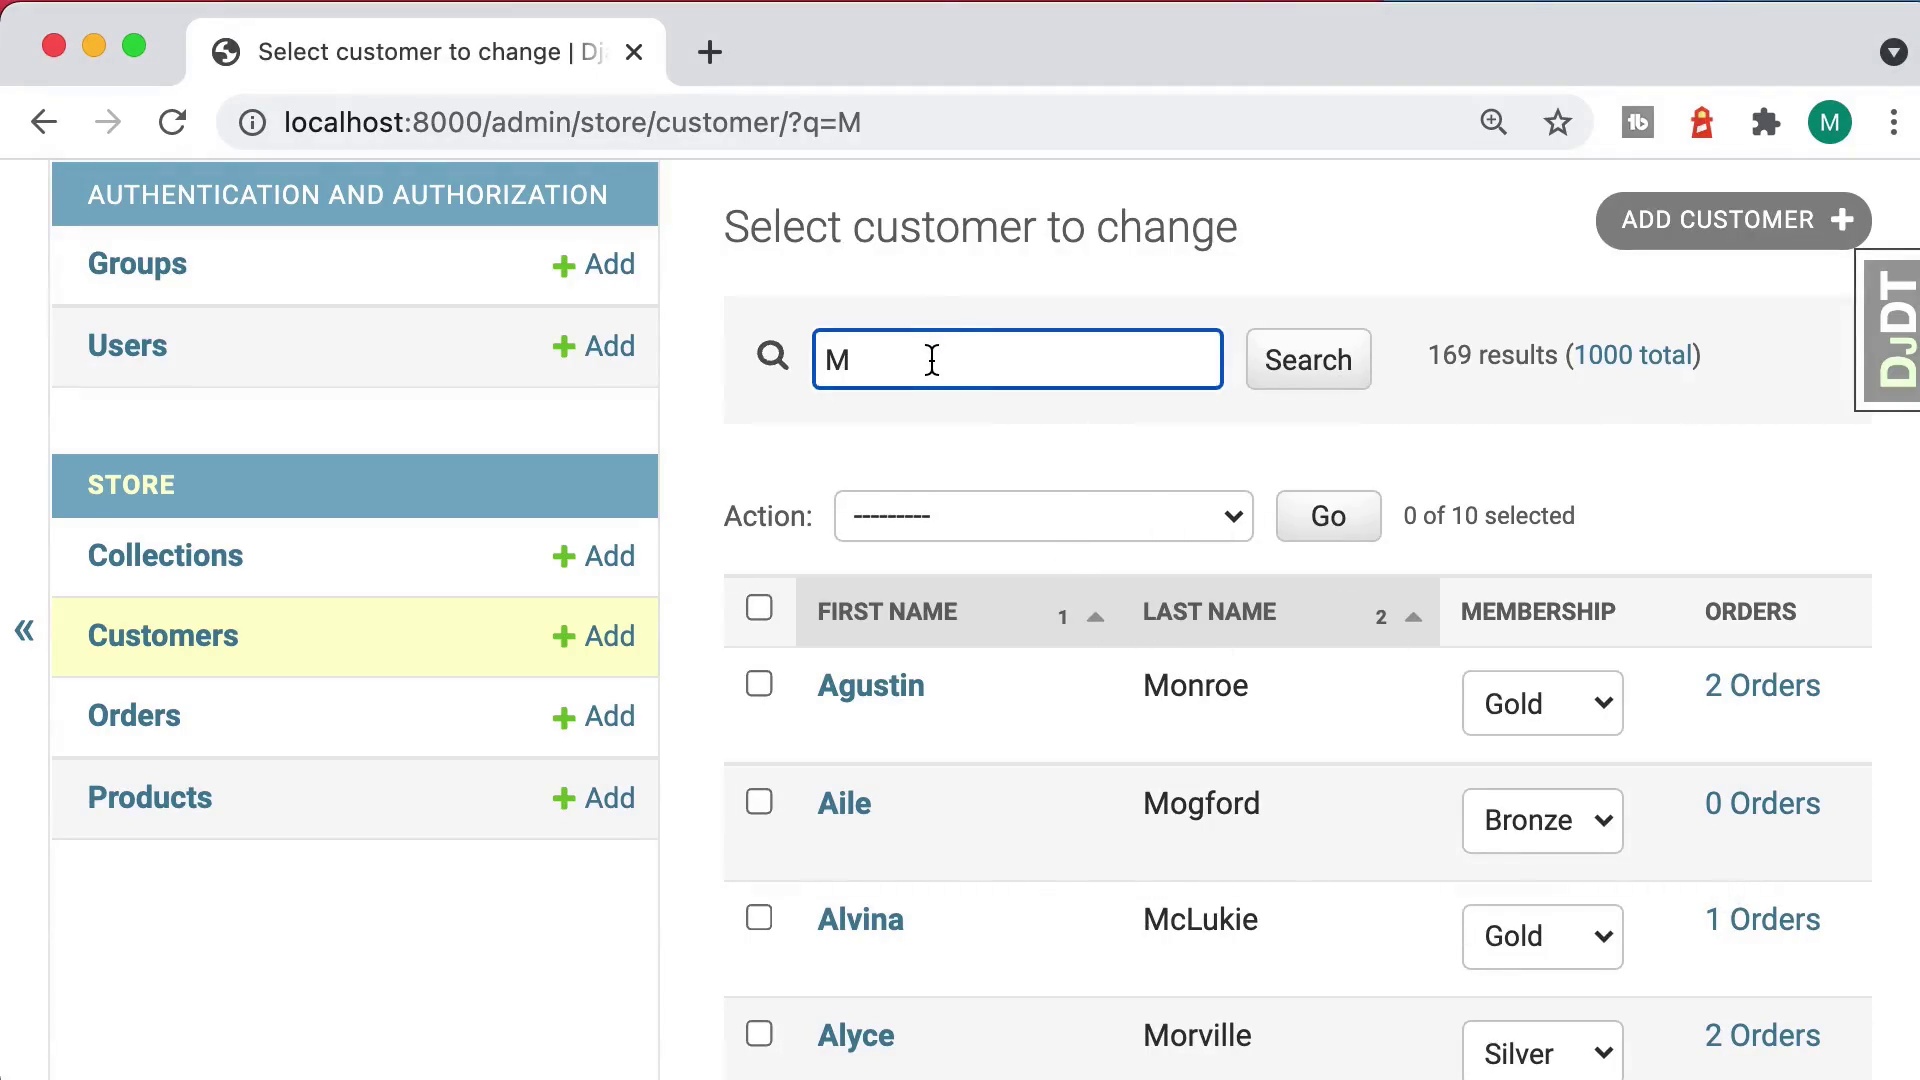 Select customer to change | Dj
localhost:8000/admin/store/customer/?q=M
M
AUTHENTICATION AND AUTHORIZATION
Groups + Add
Users + Add
STORE
Collections + Add
Customers + Add
Orders + Add
Products + Add
«
Select customer to change
ADD CUSTOMER +
DJDT
M
Search
169 results (1000 total)
Action:
---------
Go
0 of 10 selected
FIRST NAME 1 LAST NAME 2 MEMBERSHIP ORDERS
Agustin Monroe Gold 2 Orders
Aile Mogford Bronze 0 Orders
Alvina McLukie Gold 1 Orders
Alyce Morville Silver 2 Orders